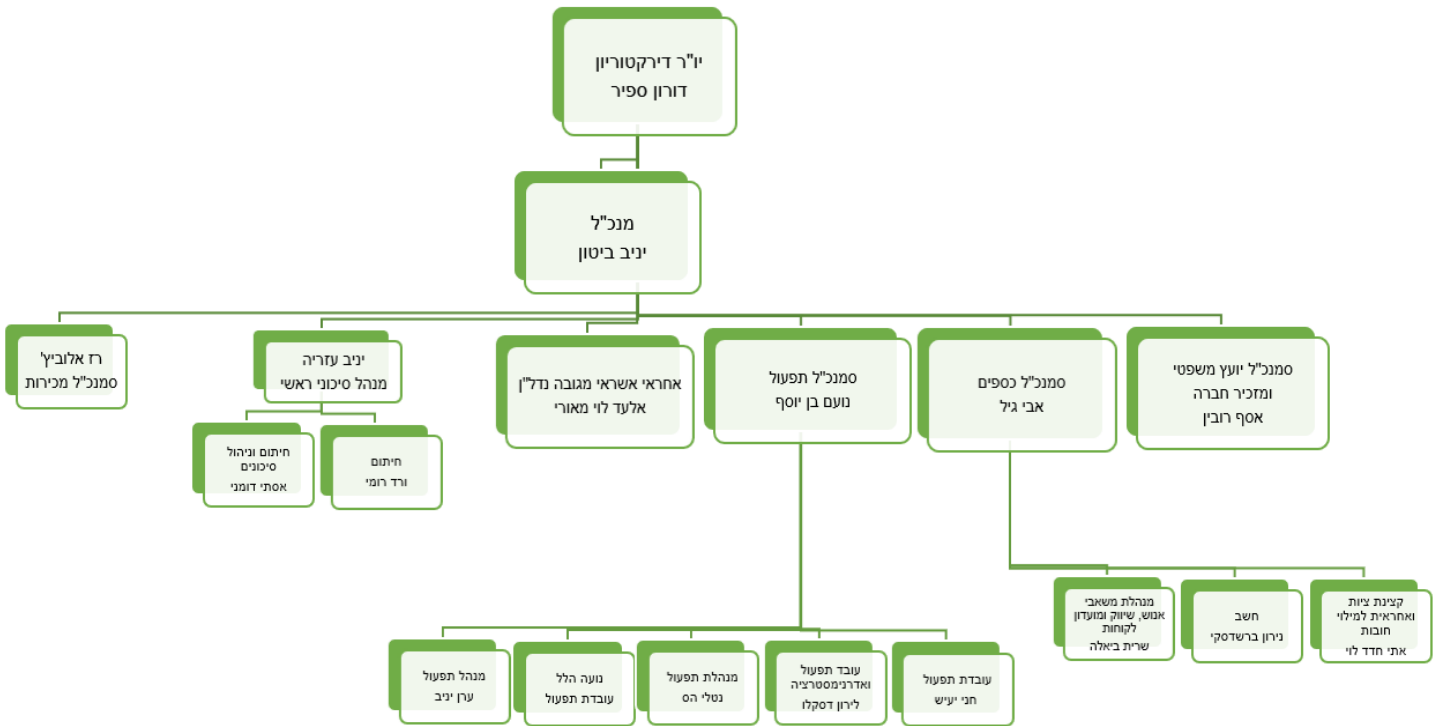 יו"ר דירקטוריון
דורון ספיר
מנכ"ל
יניב ביטון
סמנכ"ל יועץ משפטי
ומזכיר חברה
אסף רובין
סמנכ"ל כספים
אבי גיל
סמנכ"ל תפעול
נועם בן יוסף
אחראי אשראי מגובה נדל"ן
אלעד לוי מאורי
יניב עזריה
מנהל סיכוני ראשי
רז אלוביץ'
סמנכ"ל מכירות
חיתום
ורד רומי
חיתום וניהול
סיכונים
אסתי דומני
קצינת ציות
ואחראית למילוי
חובות
אתי חדד לוי
חשב
נירון ברשדסקי
מנהלת משאבי
אנוש, שיווק ומועדון
לקוחות
שרית ביאלה
עובדת תפעול
חני יעיש
עובד תפעול
ואדרנימסטרציה
לירון דסקלו
מנהלת תפעול
נטלי הס
נועה הלל
עובדת תפעול
מנהל תפעול
ערן יניב